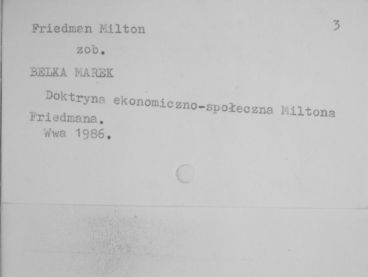 Friedman Milton 3
zob.
BELKA MAREK
Doktryna ekonomiczno-społeczna Miltona
Friedmana.
Wwa 1986.